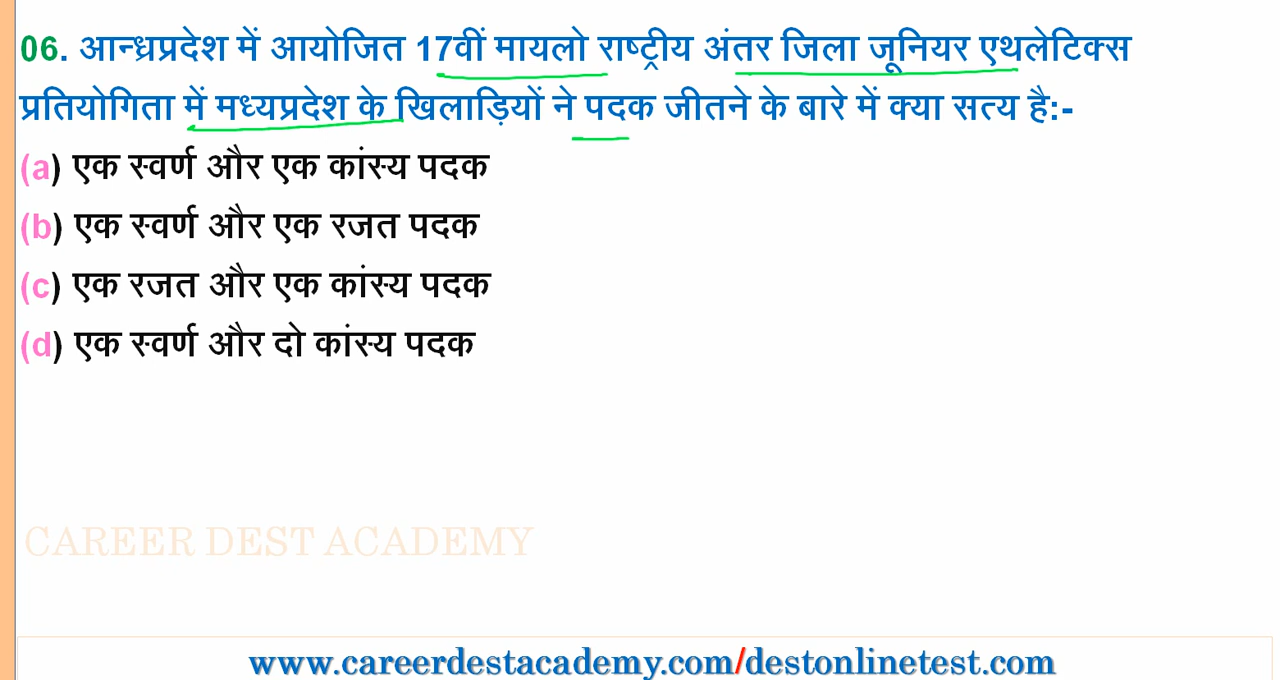 06. आन्ध्रप्रदेश में आयोजित 17वीं मायलो राष्ट्रीय अंतर जिला जूनियर एथलेटिक्स
प्रतियोगिता में मध्यप्रदेश के खिलाड़ियों ने पदक जीतने के बारे में क्या सत्य है:-
(a) एक स्वर्ण और एक कांस्य पदक
(b) एक स्वर्ण और एक रजत पदक
(c) एक रजत और एक कांस्य पदक
(d) एक स्वर्ण और दो कांस्य पदक
CAREER DEST ACADEMY
www.careerdestacademy.com/destonlinetest.com